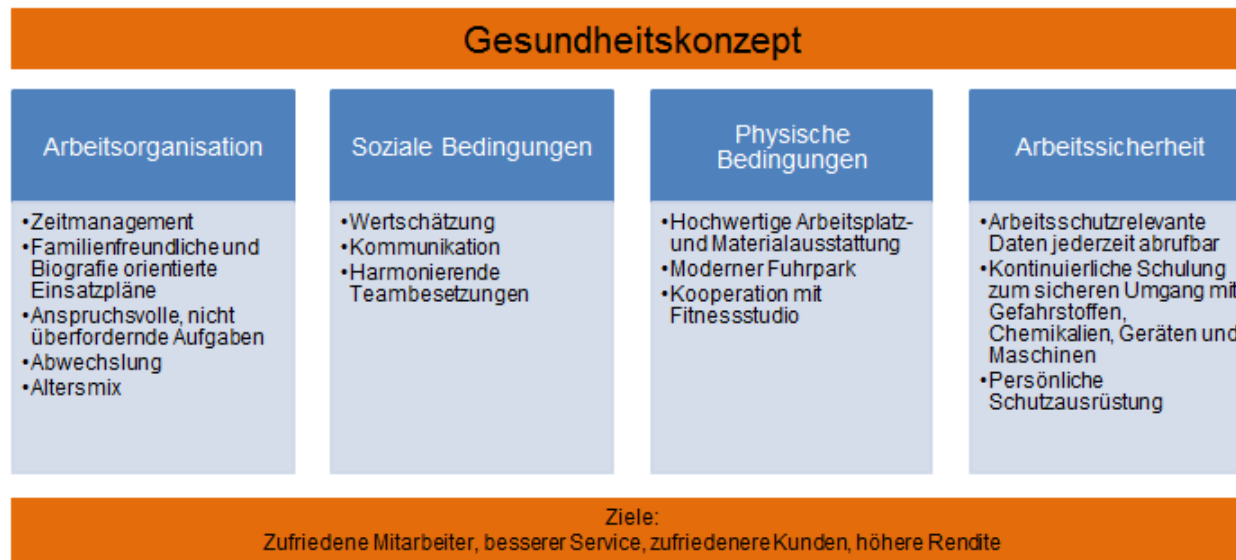 Gesundheitskonzept
Arbeitsorganisation
•Zeitmanagement
•Familienfreundliche und
Biografie orientierte
Einsatzpläne
•Anspruchsvolle, nicht
überfordernde Aufgaben
•Abwechslung
•Altersmix
Soziale Bedingungen
•Wertschätzung
•Kommunikation
•Harmonierende
Teambesetzungen
Physische
Bedingungen
•Hochwertige Arbeitsplatz-
und Materialausstattung
•Moderner Fuhrpark
•Kooperation mit
Fitnessstudio
Arbeitssicherheit
•Arbeitsschutzrelevante
Daten jederzeit abrufbar
•Kontinuierliche Schulung
zum sicheren Umgang mit
Gefahrstoffen,
Chemikalien, Geräten und
Maschinen
•Persönliche
Schutzausrüstung
Ziele:
Zufriedene Mitarbeiter, besserer Service, zufriedenere Kunden, höhere Rendite